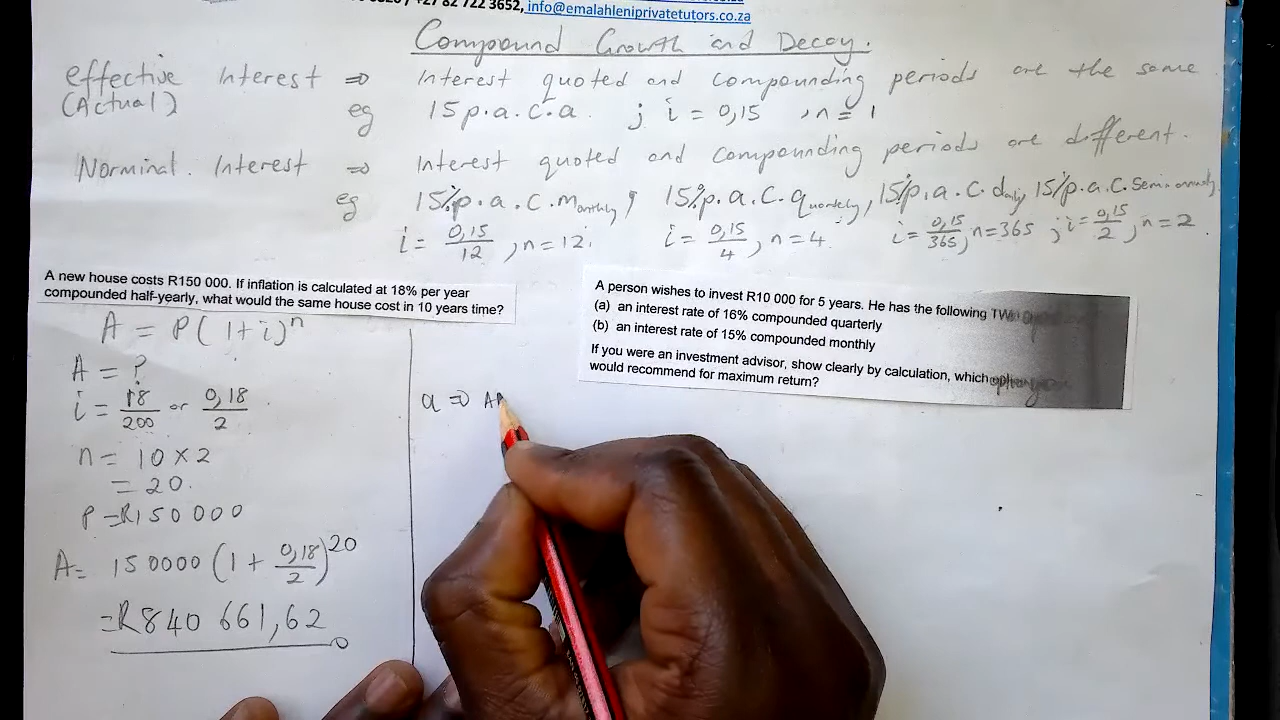 +27 82 722 3652, info@emalahleniprivatetutors.co.za
Compound Growth and Decay.
effective Interest ⇒ Interest quoted and compounding periods are the same
(Actual) eg 15 p.a.c.a. ; i = 0,15 , n = 1
Norminal. Interest ⇒ Interest quoted and compounding periods are different.
eg 15% p.a.c. monthly, 15% p.a.c. quartely, 15% p.a.c. daily, 15% p.a.c. semi annualy
i = 0,15/12 , n = 12; i = 0,15/4 , n = 4 i = 0,15/365, n = 365 ; i = 0,15/2, n = 2.
A new house costs R150 000. If inflation is calculated at 18% per year
compounded half-yearly, what would the same house cost in 10 years time?
A = P(1+i)^n
A = ?
i = 18/200 or 0,18/2
n = 10 × 2
= 20.
P = R150 000
A = 150000 (1 + 0,18/2)^20
= R840 661,62
A person wishes to invest R10 000 for 5 years. He has the following TWO
(a) an interest rate of 16% compounded quarterly
(b) an interest rate of 15% compounded monthly
If you were an investment advisor, show clearly by calculation, which
would recommend for maximum return?
a ⇒